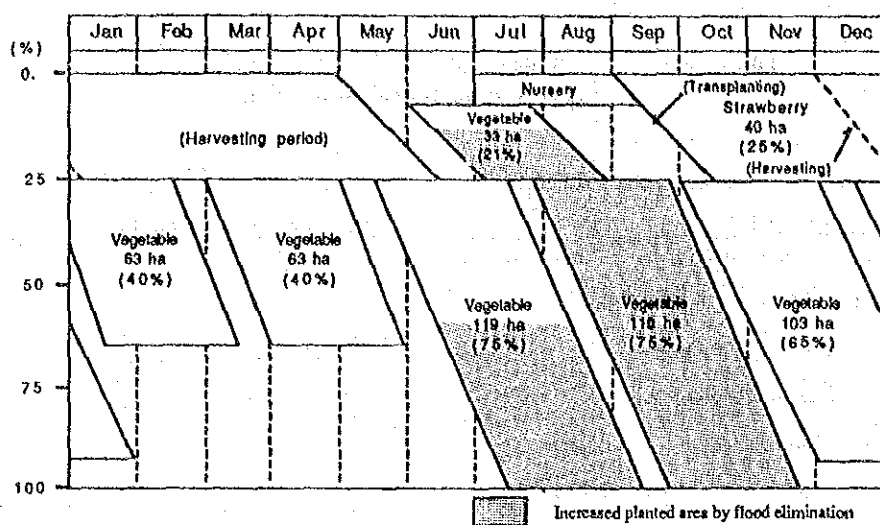 Jan Feb Mar Apr May Jun Jul Aug Sep Oct Nov Dec
(%)
0.
Nursery
(Transplanting)
Vegetable
33 ha
(21%)
Strawberry
40 ha
(25%)
(Harvesting period)
(Harvesting)
25
Vegetable
63 ha
(40%)
Vegetable
63 ha
(40%)
50
Vegetable
119 ha
(75%)
Vegetable
(75%)
Vegetable
103 ha
(65%)
75
100
Increased planted area by flood elimination